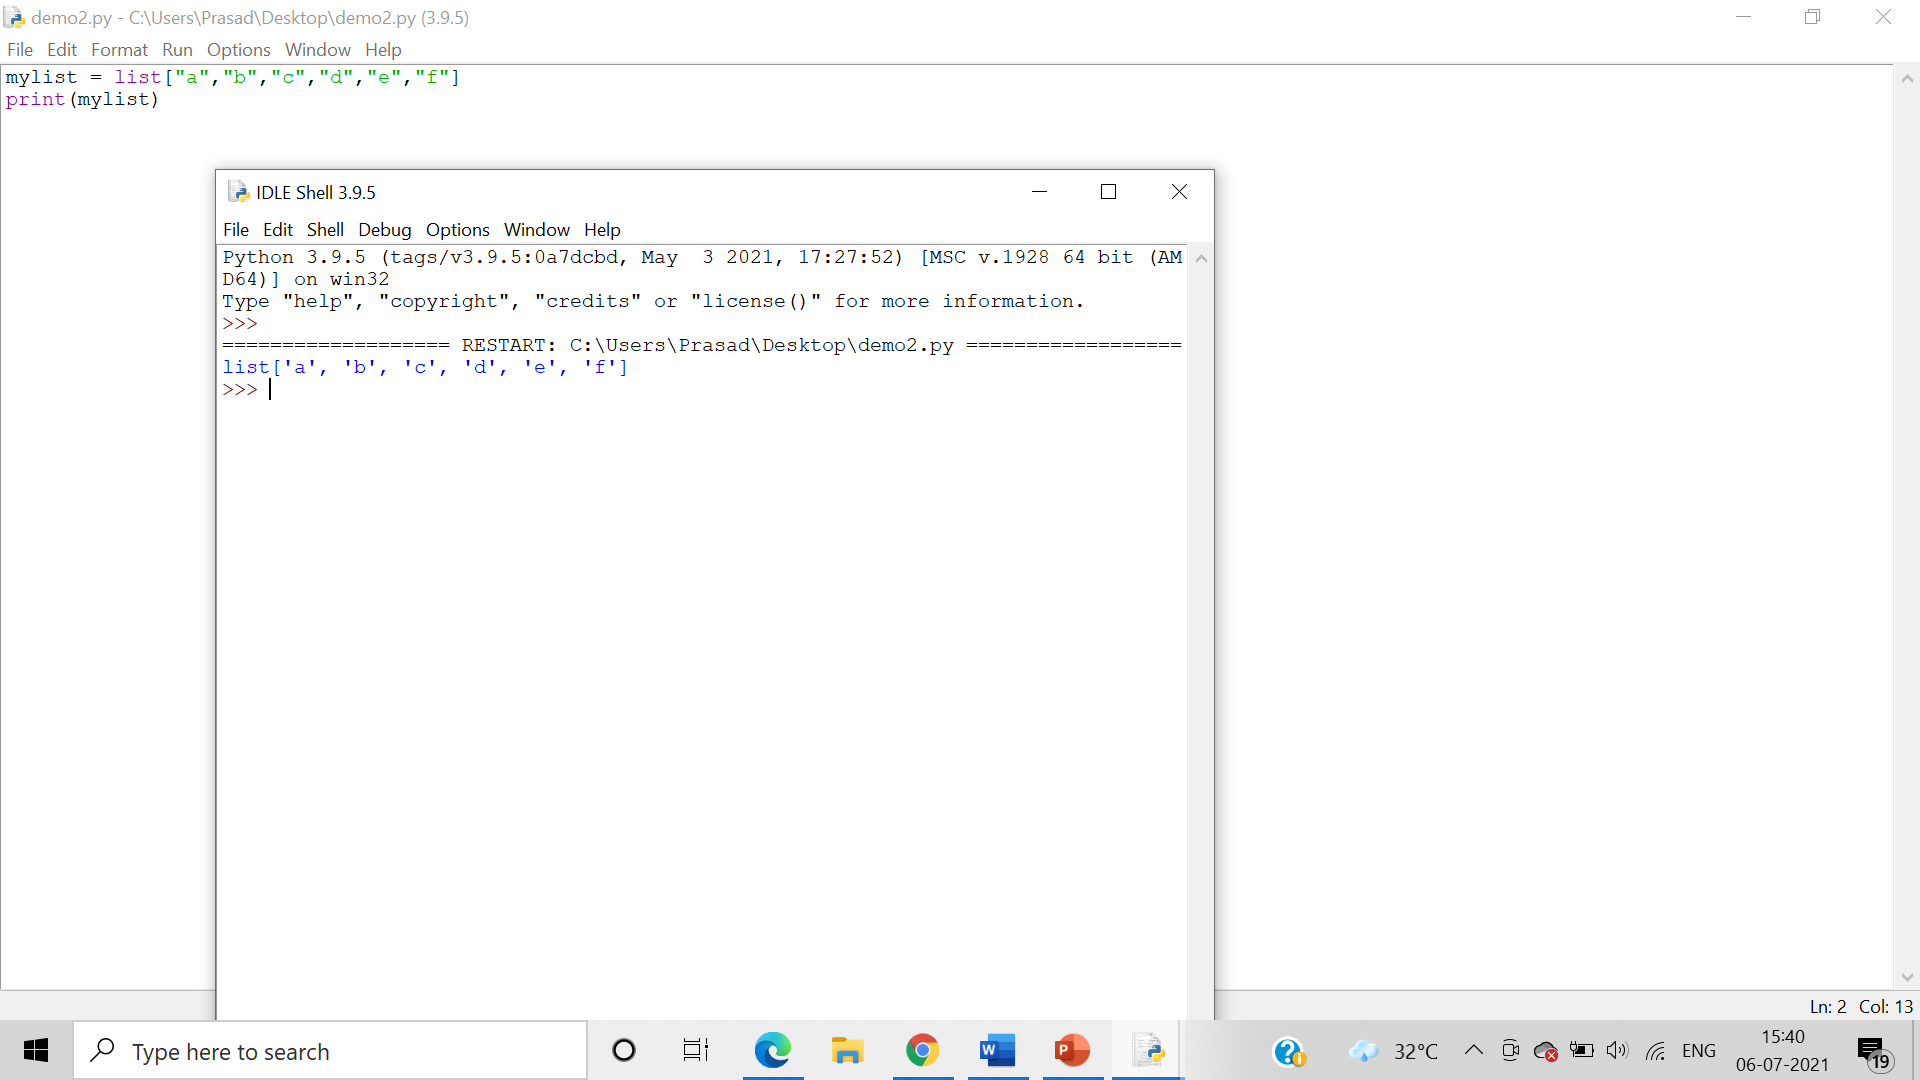 demo2.py - C:\Users\Prasad\Desktop\demo2.py (3.9.5)
File Edit Format Run Options Window Help
mylist = list["a","b","c","d","e","f"]
print(mylist)
IDLE Shell 3.9.5
File Edit Shell Debug Options Window Help
Python 3.9.5 (tags/v3.9.5:0a7dcbd, May  3 2021, 17:27:52) [MSC v.1928 64 bit (AM
D64)] on win32
Type "help", "copyright", "credits" or "license()" for more information.
>>>
=================== RESTART: C:\Users\Prasad\Desktop\demo2.py ==================
list['a', 'b', 'c', 'd', 'e', 'f']
>>>
Ln: 2 Col: 13
Type here to search
W
P
32°C
ENG
15:40
06-07-2021
19